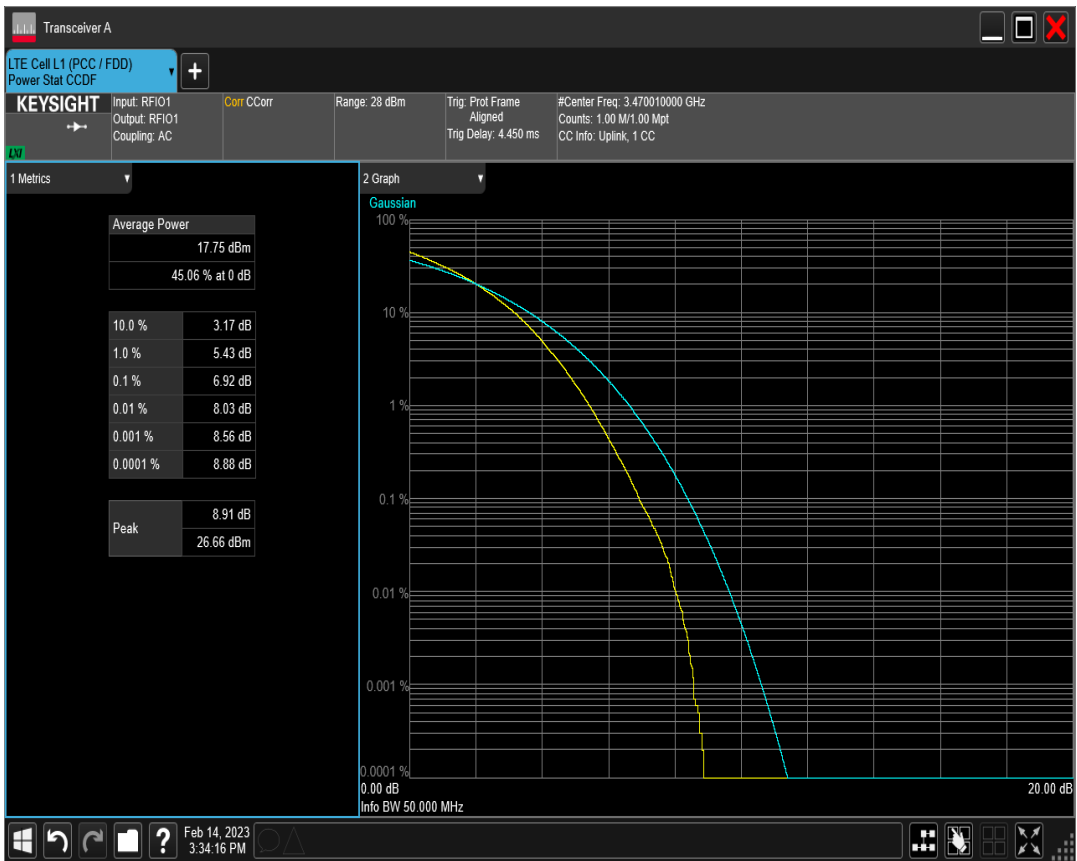 Transceiver A
LTE Cell L1 (PCC / FDD)
Power Stat CCDF
+
KEYSIGHT
LXI
Input: RFIO1
Output: RFIO1
Coupling: AC
Corr CCorr
Range: 28 dBm
Trig: Prot Frame
Aligned
Trig Delay: 4.450 ms
#Center Freq: 3.470010000 GHz
Counts: 1.00 M/1.00 Mpt
CC Info: Uplink, 1 CC
1 Metrics
Average Power
17.75 dBm
45.06 % at 0 dB
10.0 % 3.17 dB
1.0 % 5.43 dB
0.1 % 6.92 dB
0.01 % 8.03 dB
0.001 % 8.56 dB
0.0001 % 8.88 dB
Peak
8.91 dB
26.66 dBm
2 Graph
Gaussian
100 %
10 %
1 %
0.1 %
0.01 %
0.001 %
0.0001 %
0.00 dB 20.00 dB
Info BW 50.000 MHz
?
Feb 14, 2023
3:34:16 PM